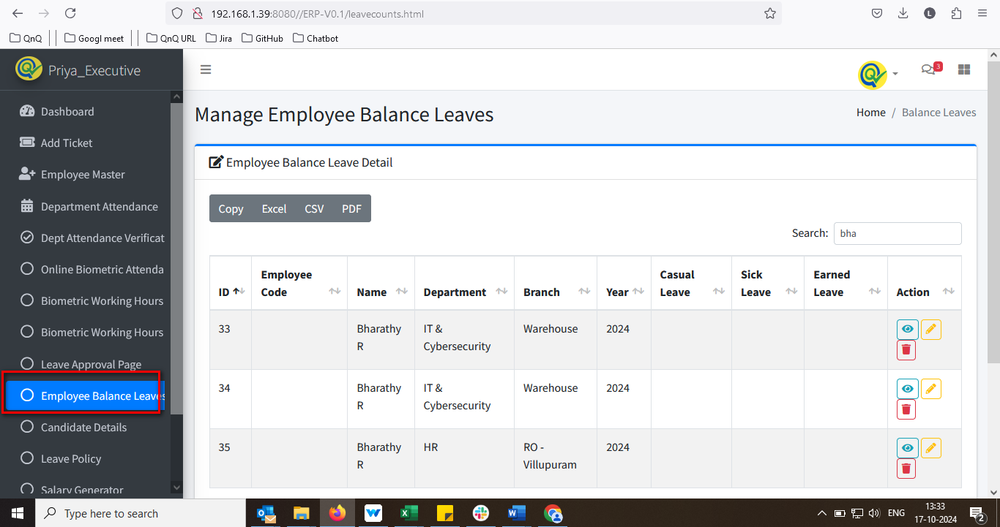 192.168.1.39:8080//ERP-V0.1/leavecounts.html
L
QnQ
Googl meet
QnQ URL
Jira
GitHub
Chatbot
Priya_Executive
3
Dashboard
Add Ticket
Employee Master
Department Attendance
Dept Attendance Verificat
Online Biometric Attenda
Biometric Working Hours
Biometric Working Hours
Leave Approval Page
Employee Balance Leaves
Candidate Details
Leave Policy
Salary Generator
Manage Employee Balance Leaves
Home / Balance Leaves
Employee Balance Leave Detail
Copy Excel CSV PDF
Search: bha
ID Employee Code Name Department Branch Year Casual Leave Sick Leave Earned Leave Action
33 Bharathy R IT & Cybersecurity Warehouse 2024
34 Bharathy R IT & Cybersecurity Warehouse 2024
35 Bharathy R HR RO - Villupuram 2024
Type here to search
ENG
13:33
17-10-2024
2